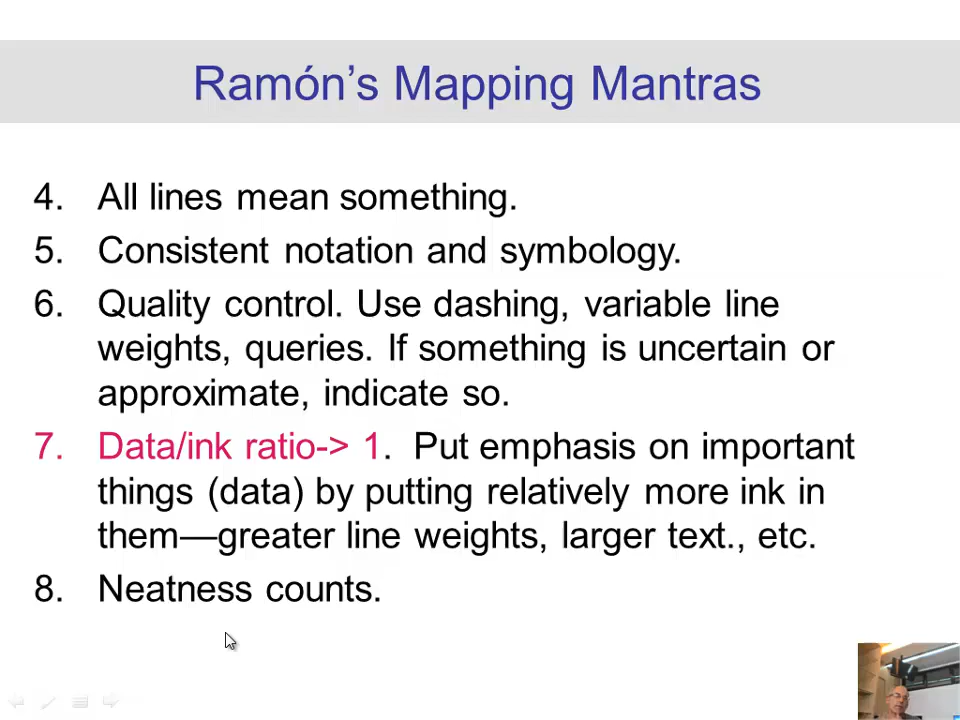 Ramón’s Mapping Mantras
4. All lines mean something.
5. Consistent notation and symbology.
6. Quality control. Use dashing, variable line
weights, queries. If something is uncertain or
approximate, indicate so.
7. Data/ink ratio-> 1. Put emphasis on important
things (data) by putting relatively more ink in
them—greater line weights, larger text., etc.
8. Neatness counts.